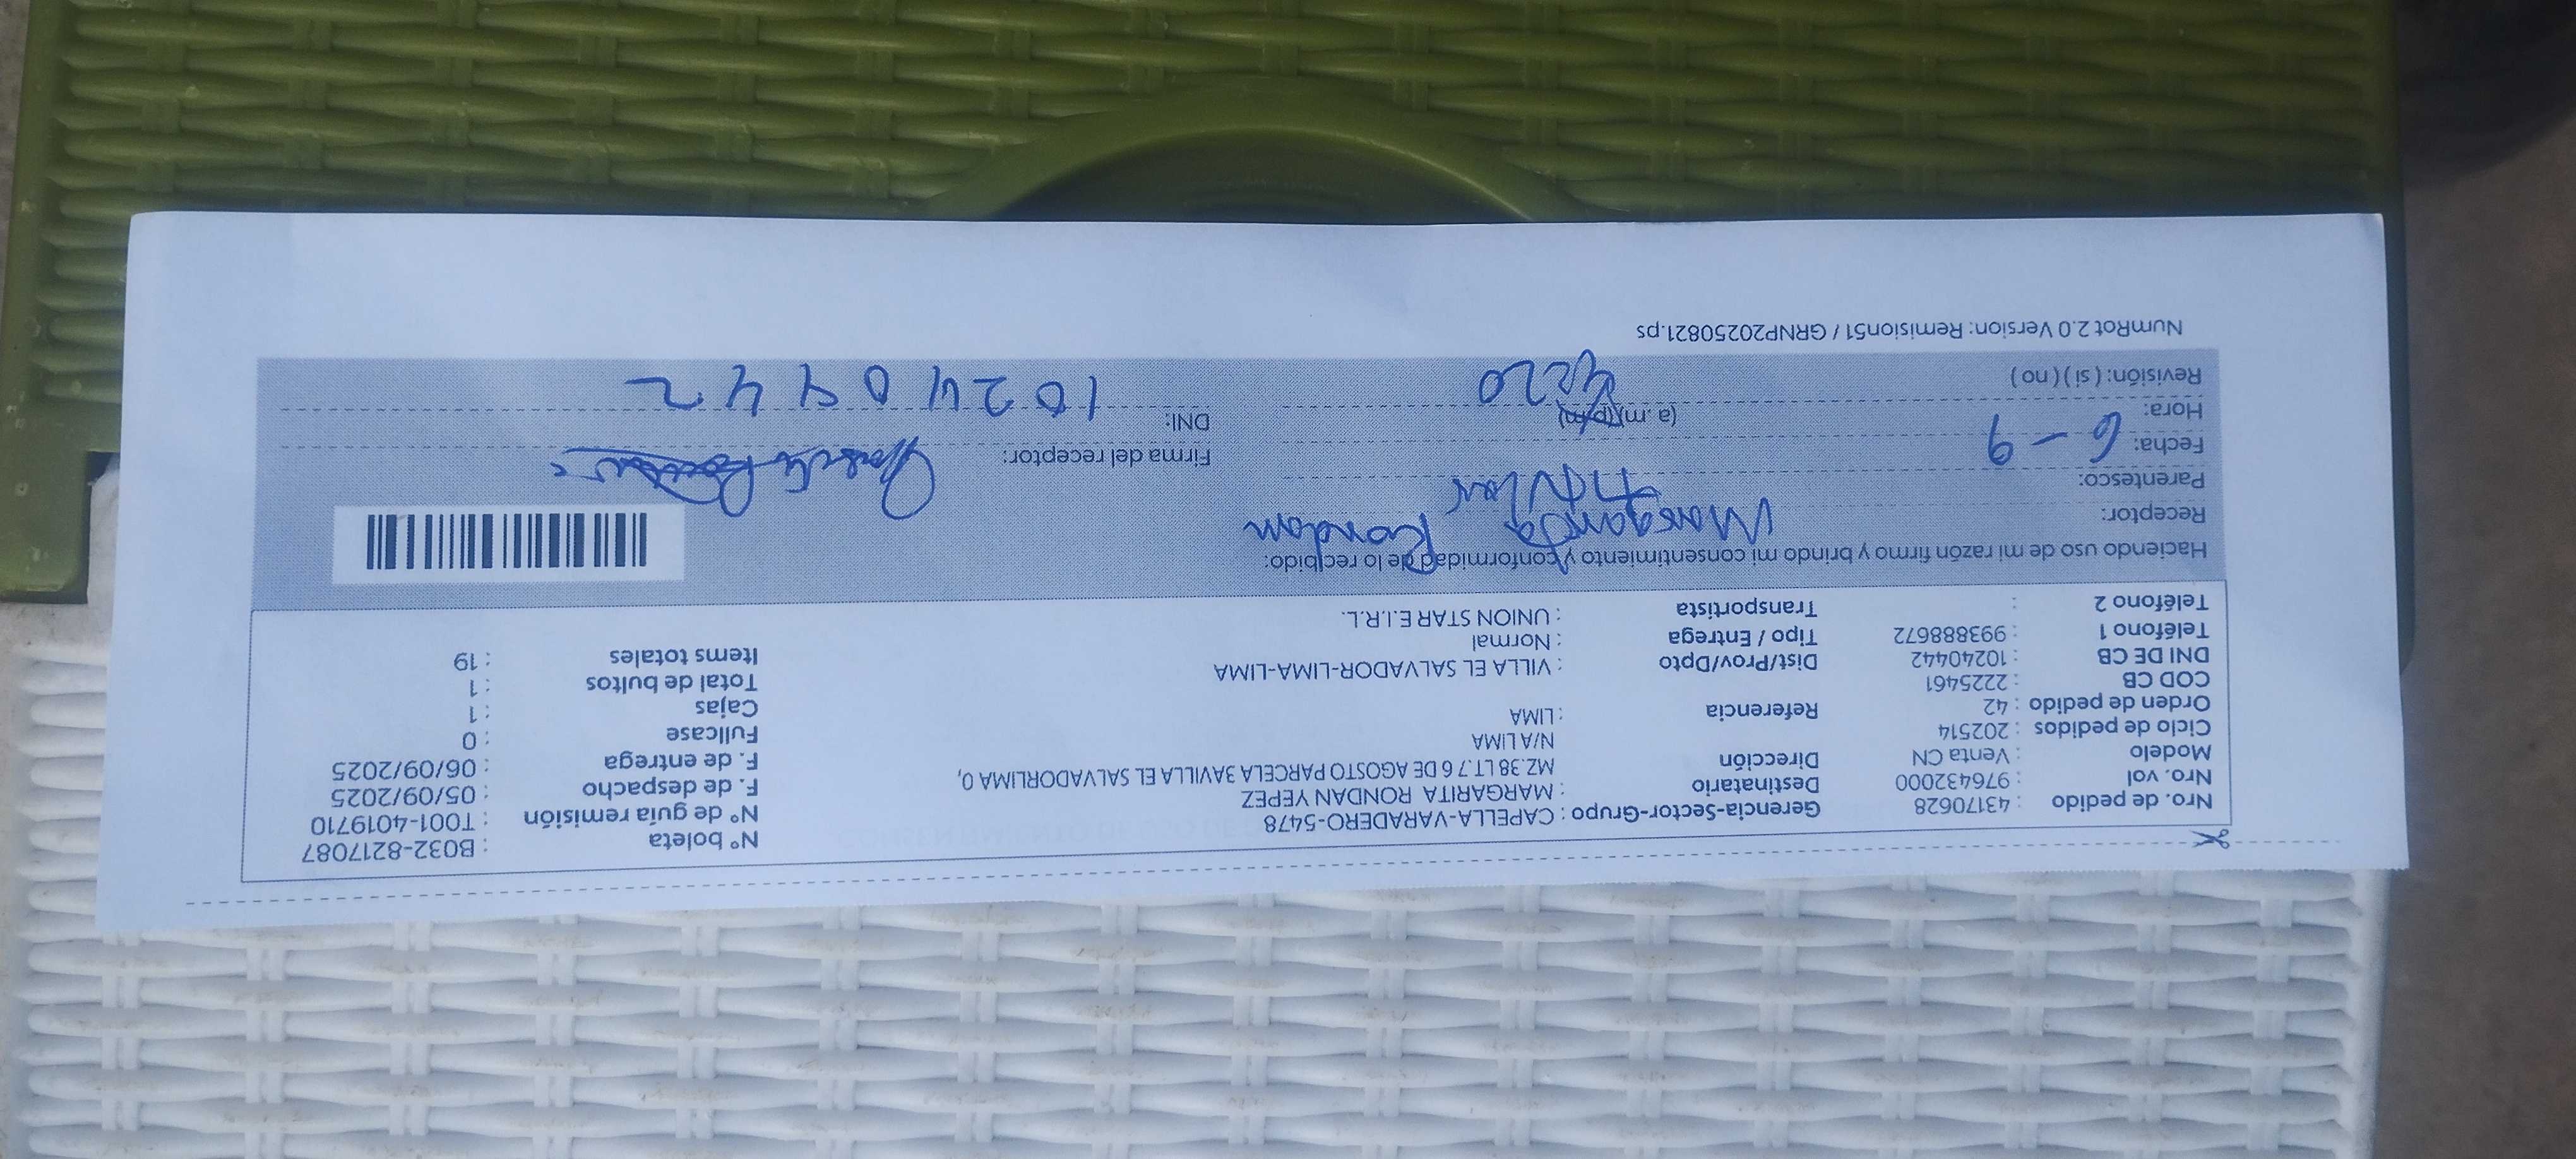 Nro. de pedido : 43170628 Gerencia-Sector-Grupo : CAPELLA-VARADERO-5478 N° boleta : B032-8217087
Nro. vol : 976432000 Destinatario : MARGARITA RONDAN YEPEZ N° de guía remisión : T001-4019710
Modelo : Venta CN Dirección MZ.38 LT.7 6 DE AGOSTO PARCELA 3AVILLA EL SALVADORLIMA 0, F. de despacho : 05/09/2025
Ciclo de pedidos : 202514 N/A LIMA F. de entrega : 06/09/2025
Orden de pedido : 42 Referencia : LIMA Fullcase : 0
COD CB : 2225461 Cajas : 1
DNI DE CB : 10240442 Dist/Prov/Dpto : VILLA EL SALVADOR-LIMA-LIMA Total de bultos : 1
Teléfono 1 : 993888672 Tipo / Entrega : Normal Items totales : 19
Teléfono 2 : Transportista : UNION STAR E.I.R.L.
Haciendo uso de mi razón firmo y brindo mi consentimiento y conformidad de lo recibido:
Receptor: Margarita Rondan
Parentesco: titular
Fecha: 6-9 Firma del receptor:
Hora: (a. m)(p.m) DNI: 10240442
Revisión: ( si ) ( no )
NumRot 2.0 Version: Remision51 / GRNP20250821.ps